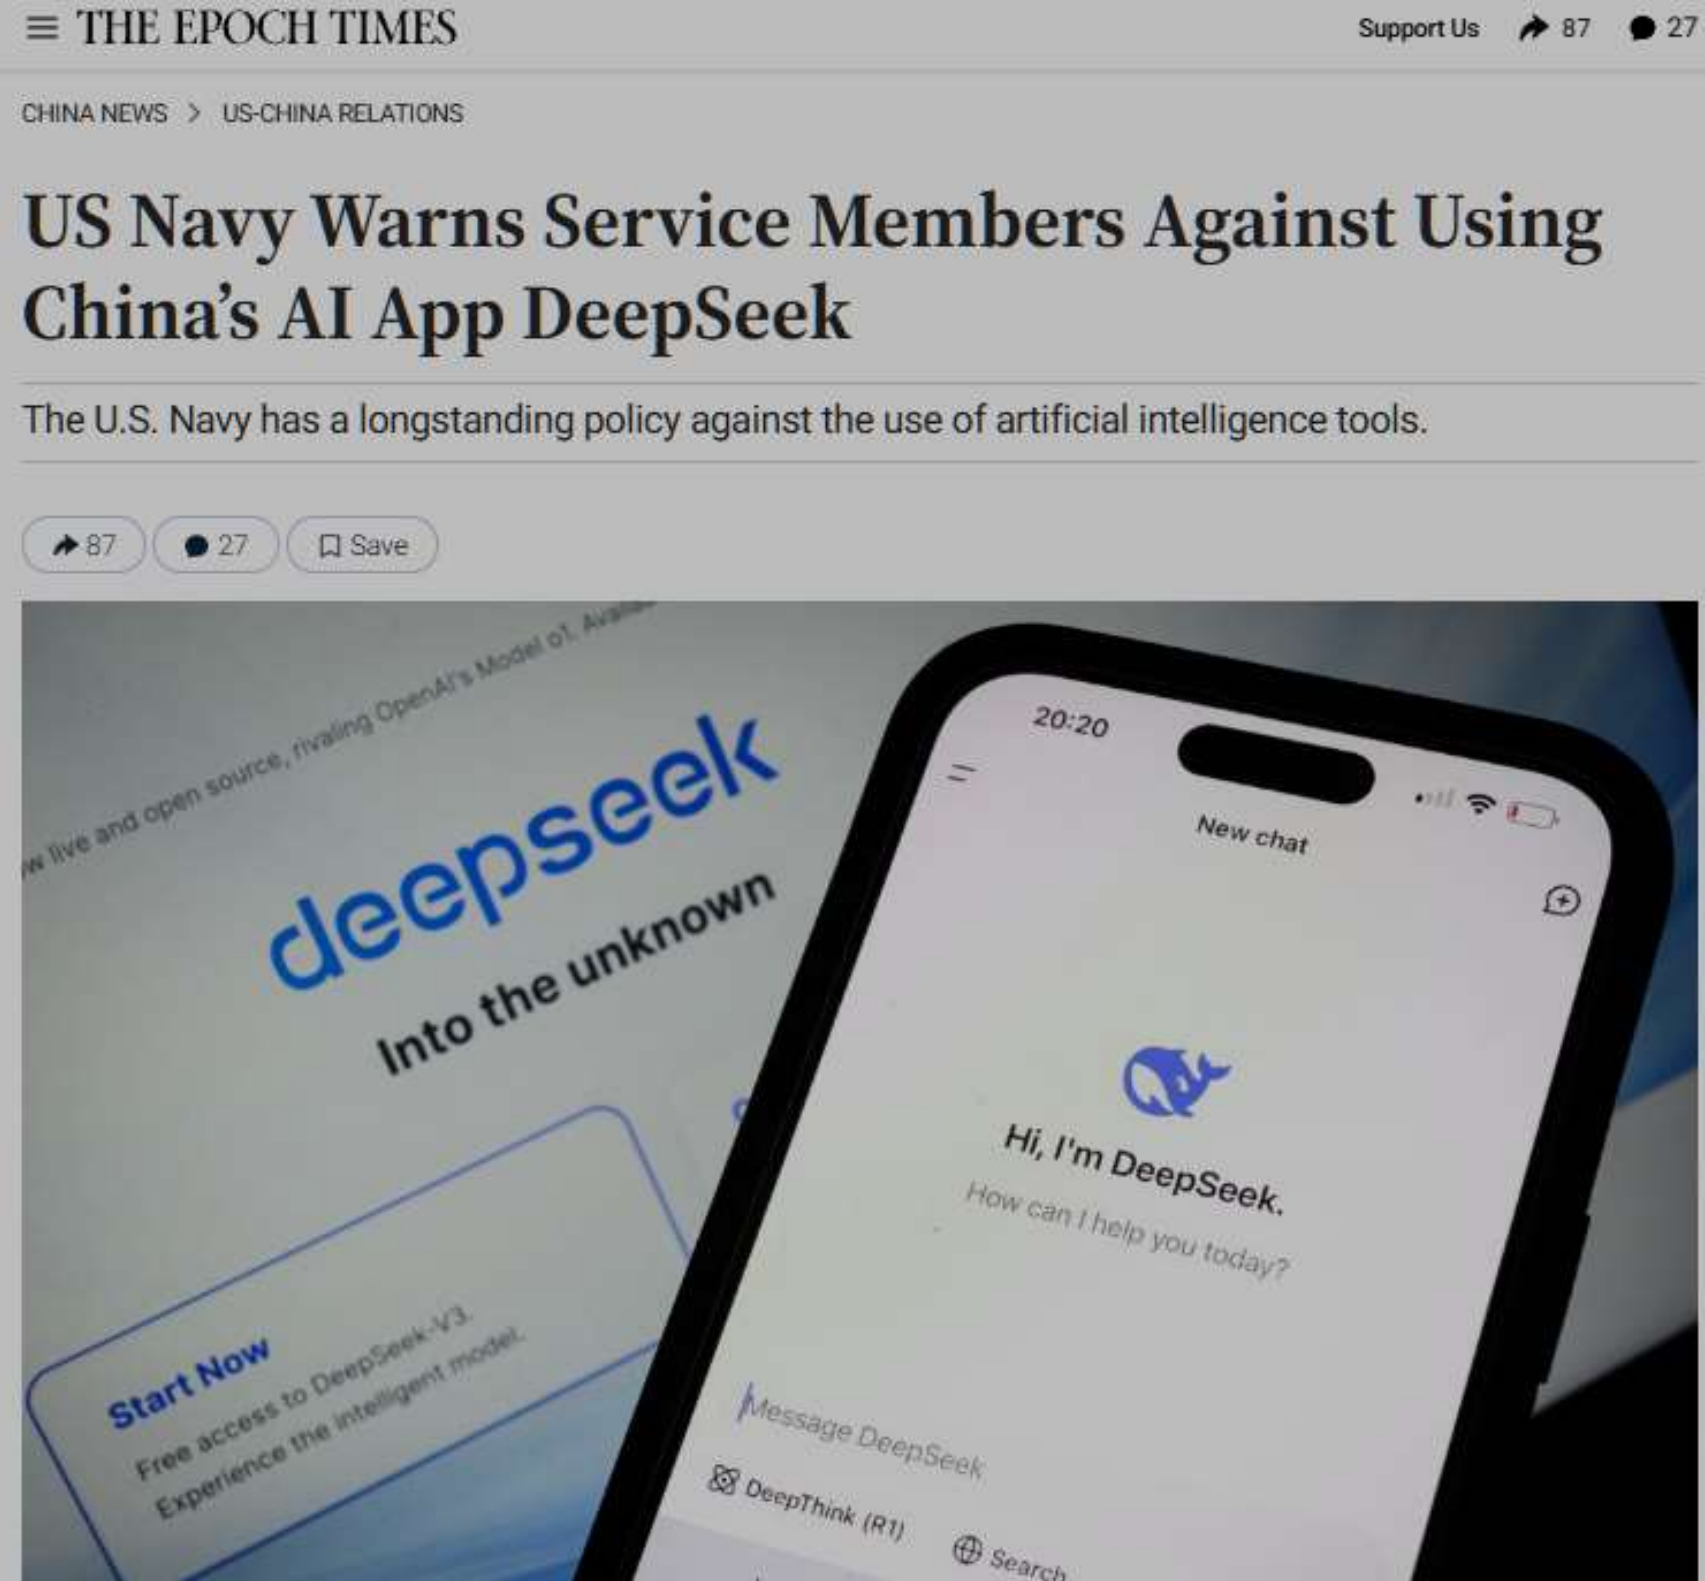 THE EPOCH TIMES
Support Us
87
27
CHINA NEWS > US-CHINA RELATIONS
US Navy Warns Service Members Against Using
China’s AI App DeepSeek
The U.S. Navy has a longstanding policy against the use of artificial intelligence tools.
87
27
Save
live and open source, rivaling OpenAI's Model o1.
deepseek
Into the unknown
Start Now
Free access to DeepSeek-V3.
Experience the intelligent model.
20:20
New chat
Hi, I'm DeepSeek.
How can I help you today?
Message DeepSeek
DeepThink (R1)
Search